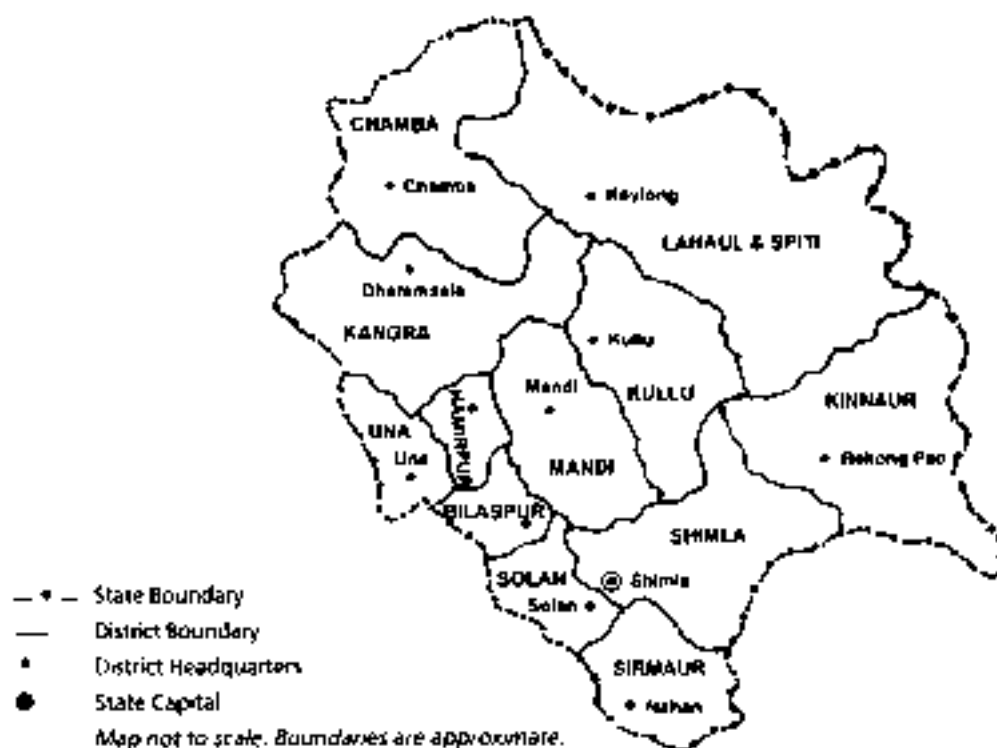 CHAMBA
Chamba
Keylong
LAHAUL & SPITI
Dharamsala
KANGRA
Kullu
Mandi
KULLU
KINNAUR
HAMIRPUR
UNA
Una
MANDI
BILASPUR
SHIMLA
SOLAN
Shimla
Solan
SIRMAUR
Nahan
State Boundary
District Boundary
District Headquarters
State Capital
Map not to scale. Boundaries are approximate.